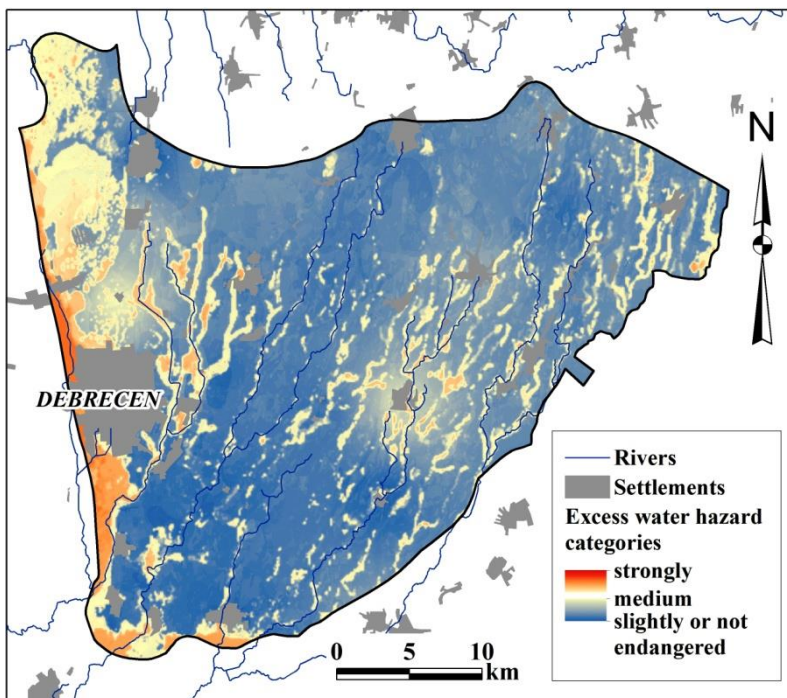 N
DEBRECEN
Rivers
Settlements
Excess water hazard
categories
strongly
medium
slightly or not
endangered
0 5 10
km